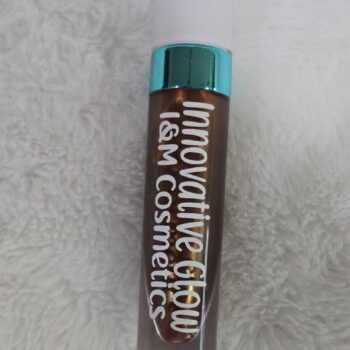 Innovative Glow
I&M Cosmetics